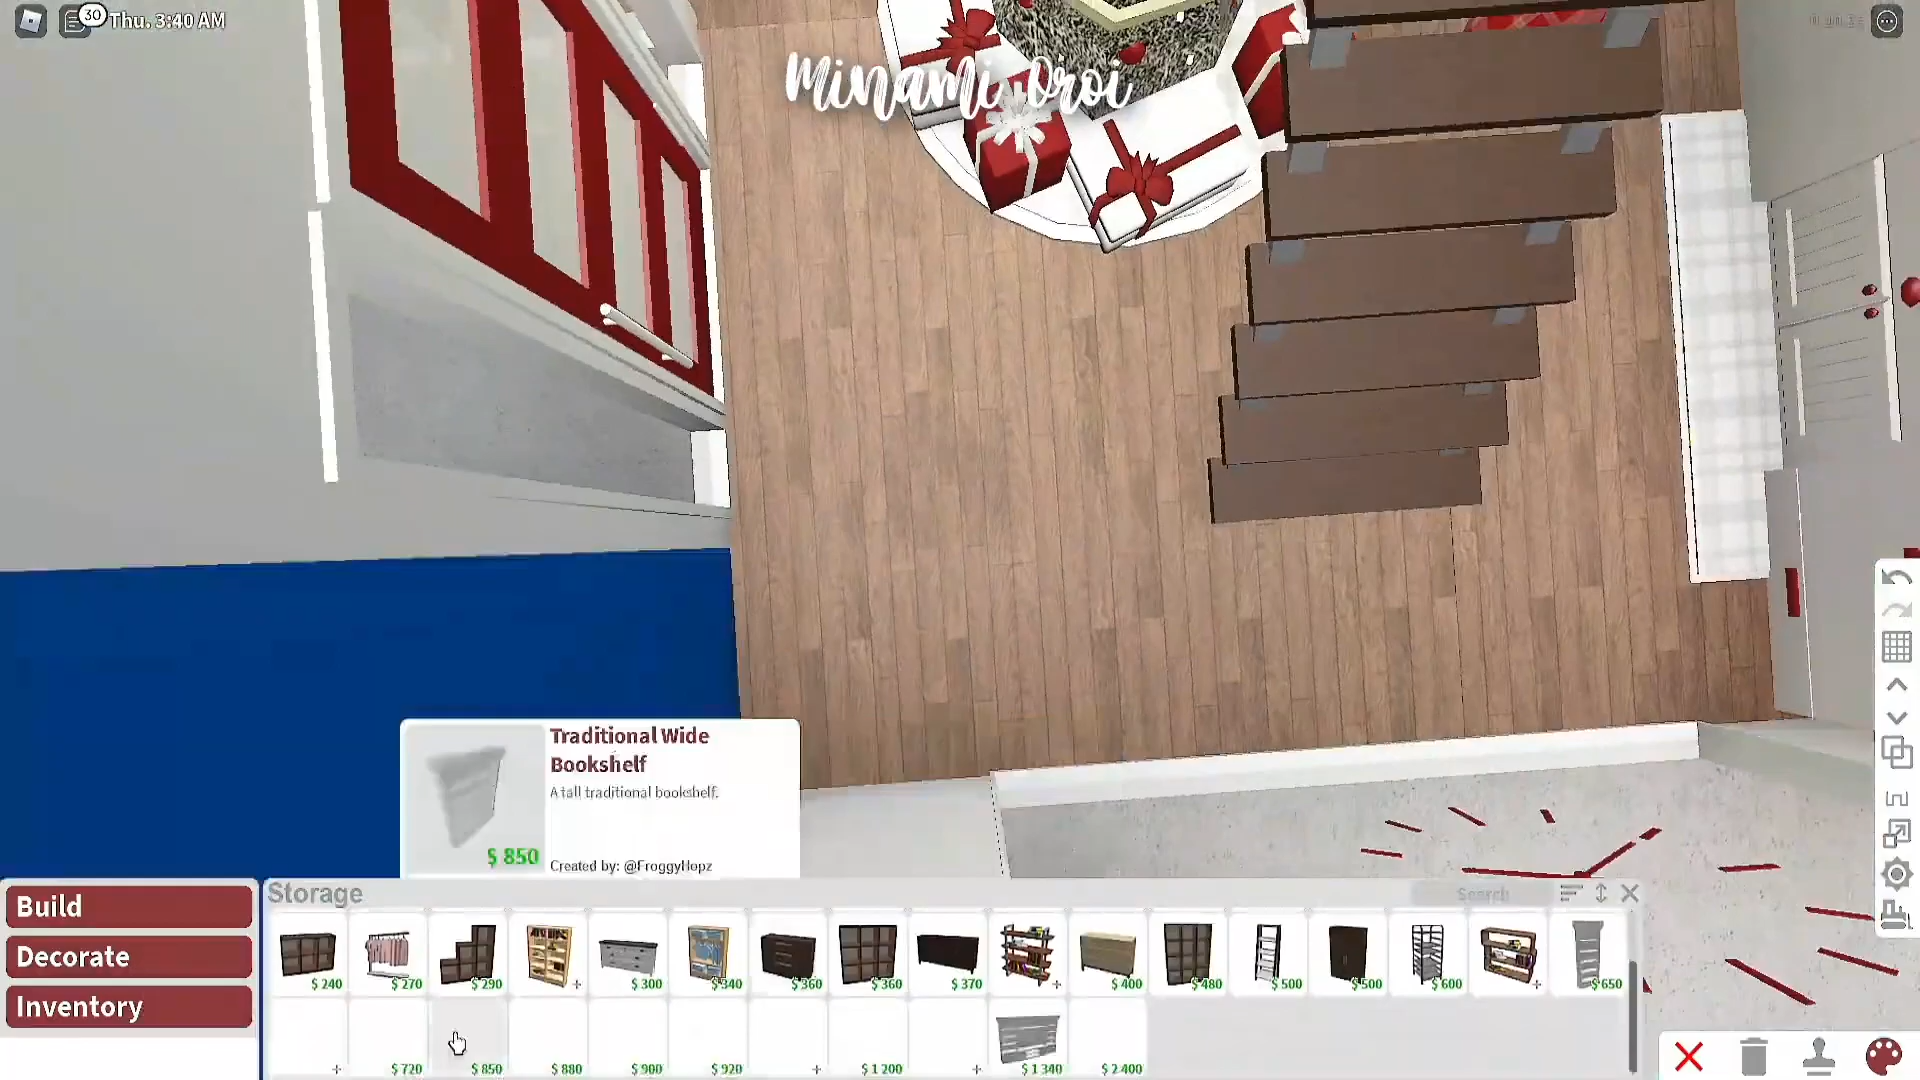 30 Thu. 3:40 AM
Minami Oroi
Traditional Wide
Bookshelf
A tall traditional bookshelf.
$ 850
Created by: @FroggyHopz
Build
Decorate
Inventory
Storage
Search
$ 240
$ 270
$ 290
+
$ 300
$ 340
$ 360
$ 360
$ 370
+
$ 400
$ 480
$ 500
$ 500
$ 600
+
$ 650
+
$ 720
$ 850
$ 880
$ 900
$ 920
+
$ 1 200
+
$ 1 340
$ 2 400